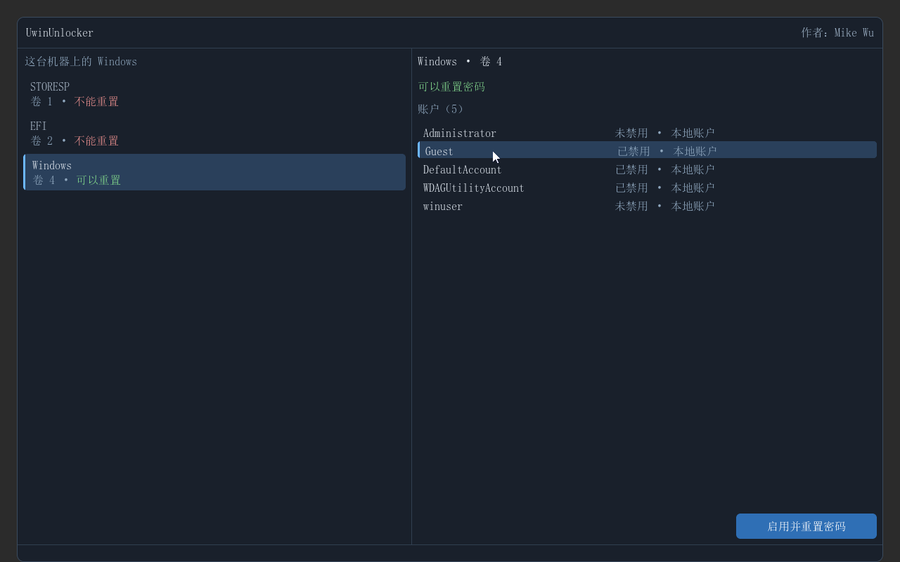 UwinUnlocker
作者：Mike Wu
这台机器上的 Windows
STORESP
卷 1 • 不能重置
EFI
卷 2 • 不能重置
Windows
卷 4 • 可以重置
Windows • 卷 4
可以重置密码
账户（5）
Administrator 未禁用 • 本地账户
Guest 已禁用 • 本地账户
DefaultAccount 已禁用 • 本地账户
WDAGUtilityAccount 已禁用 • 本地账户
winuser 未禁用 • 本地账户
启用并重置密码